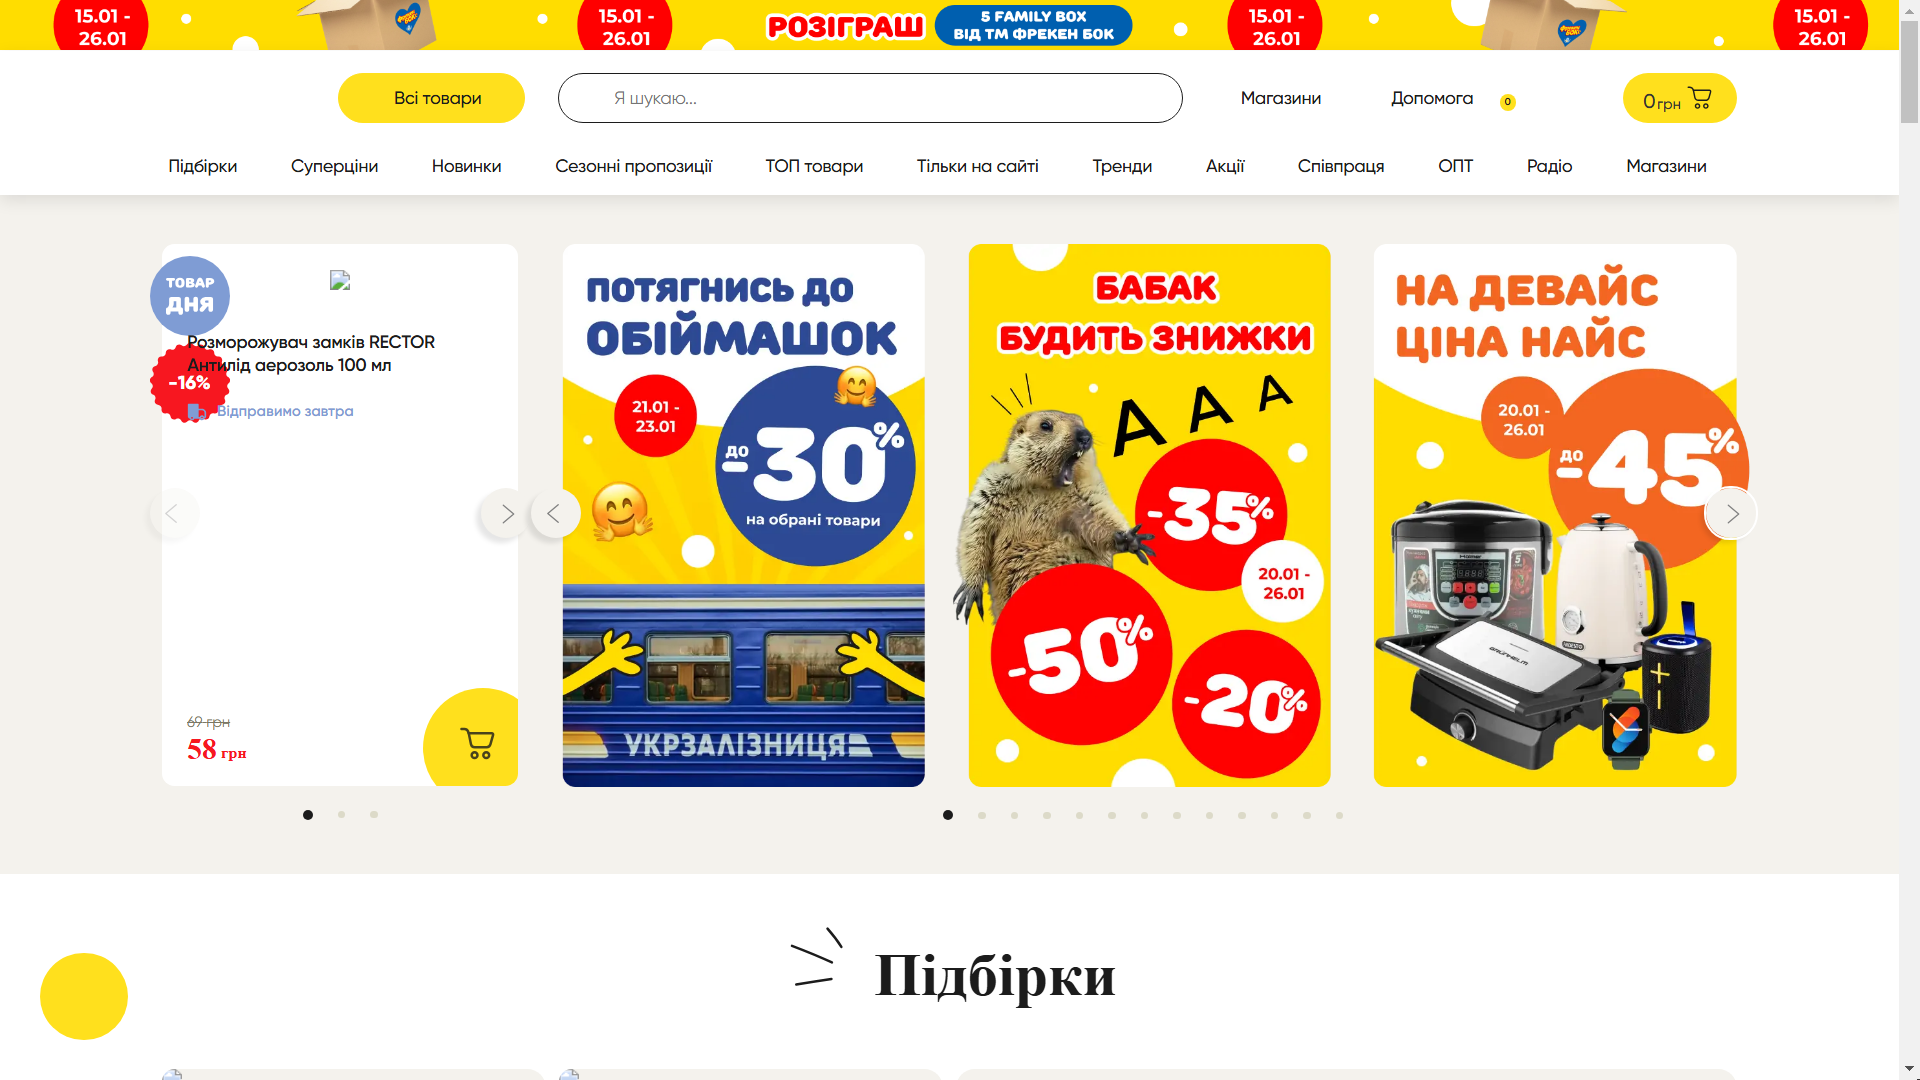 15.01 -
26.01
15.01 -
26.01
РОЗІГРАШ
5 FAMILY BOX
ВІД ТМ ФРЕКЕН БОК
15.01 -
26.01
15.01 -
26.01
Всі товари
Я шукаю...
Магазини
Допомога
0
0 грн
Підбірки
Суперціни
Новинки
Сезонні пропозиції
ТОП товари
Тільки на сайті
Тренди
Акції
Співпраця
ОПТ
Радіо
Магазини
ТОВАР
ДНЯ
Розморожувач замків RECTOR
Антилід аерозоль 100 мл
-16%
Відправимо завтра
69 грн
58 грн
ПОТЯГНИСЬ ДО
ОБІЙМАШОК
21.01 -
23.01
до
-30%
на обрані товари
УКРЗАЛІЗНИЦЯ
БАБАК
БУДИТЬ ЗНИЖКИ
А А А
-35%
20.01 -
26.01
-50%
-20%
НА ДЕВАЙС
ЦІНА НАЙС
20.01 -
26.01
до
-45%
GRÜNHELM
Підбірки